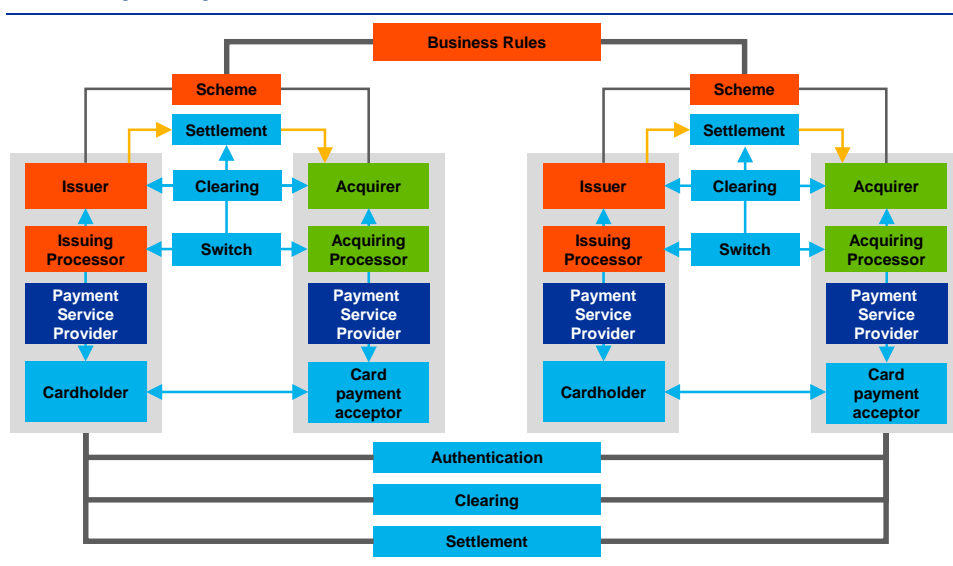 Business Rules
Scheme
Settlement
Issuer
Clearing
Acquirer
Issuing
Processor
Switch
Acquiring
Processor
Payment
Service
Provider
Payment
Service
Provider
Cardholder
Card
payment
acceptor
Scheme
Settlement
Issuer
Clearing
Acquirer
Issuing
Processor
Switch
Acquiring
Processor
Payment
Service
Provider
Payment
Service
Provider
Cardholder
Card
payment
acceptor
Authentication
Clearing
Settlement